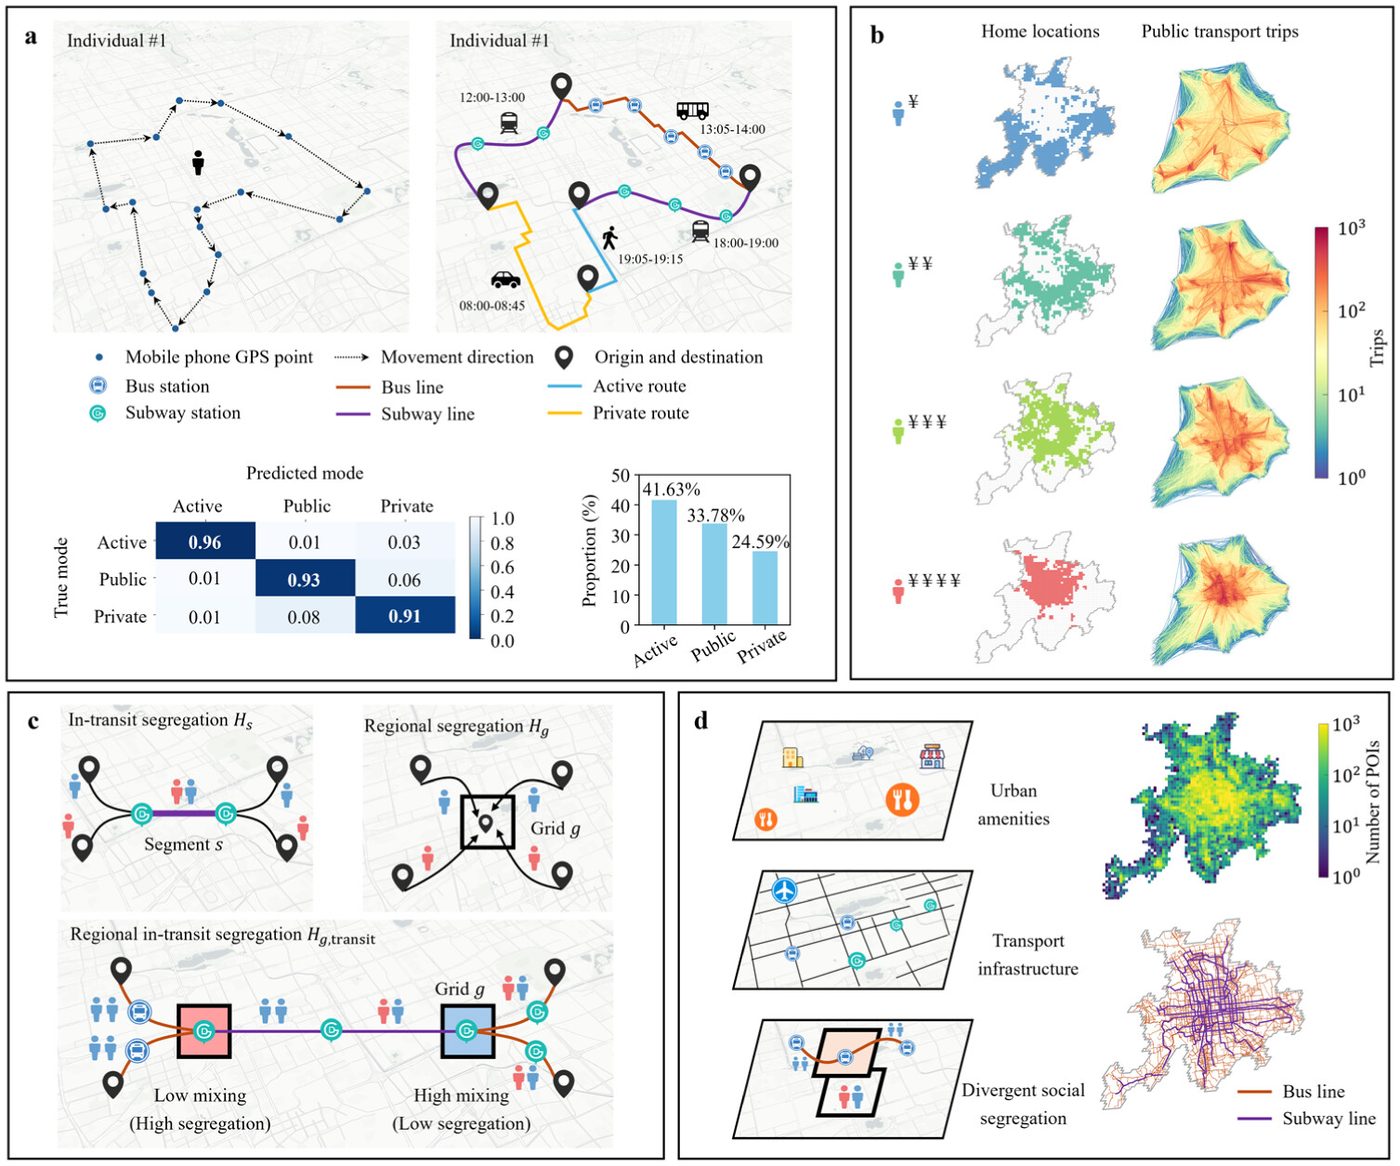 a
Individual #1
Individual #1
12:00-13:00
13:05-14:00
18:00-19:00
19:05-19:15
08:00-08:45
Mobile phone GPS point
Movement direction
Origin and destination
Bus station
Bus line
Active route
Subway station
Subway line
Private route
Predicted mode
Active Public Private
True mode
Active 0.96 0.01 0.03
Public 0.01 0.93 0.06
Private 0.01 0.08 0.91
1.0
0.8
0.6
0.4
0.2
0.0
Proportion (%)
50
40
30
20
10
0
41.63%
33.78%
24.59%
Active Public Private
b
Home locations
Public transport trips
¥
¥ ¥
¥ ¥ ¥
¥ ¥ ¥ ¥
10³
10²
10¹
10⁰
Trips
c
In-transit segregation Hₛ
Segment s
Regional segregation H_g
Grid g
Regional in-transit segregation H_g,transit
Grid g
Low mixing
(High segregation)
High mixing
(Low segregation)
d
Urban
amenities
10³
10²
10¹
10⁰
Number of POIs
Transport
infrastructure
Divergent social
segregation
Bus line
Subway line